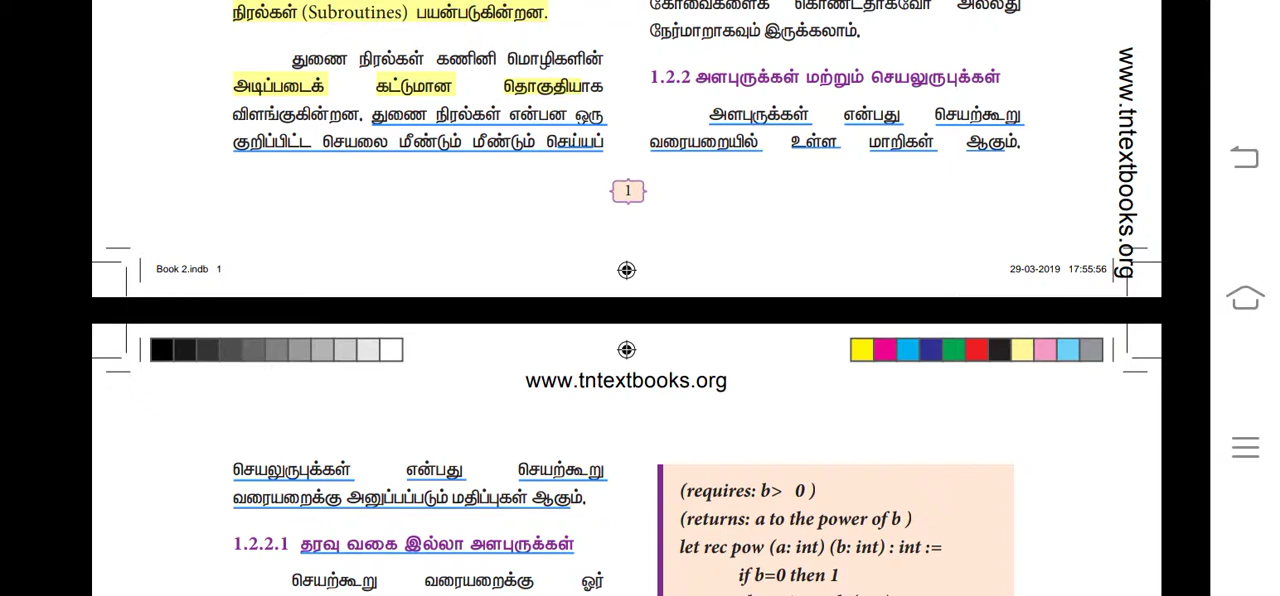 நிரல்கள் (Subroutines) பயன்படுகின்றன.
துணை நிரல்கள் கணினி மொழிகளின்
அடிப்படைக் கட்டுமான தொகுதியாக
விளங்குகின்றன. துணை நிரல்கள் என்பன ஒரு
குறிப்பிட்ட செயலை மீண்டும் மீண்டும் செய்யப்
கோவைகளைக் கொண்டதாகவோ அல்லது
நேர்மாறாகவும் இருக்கலாம்.
1.2.2 அளபுருக்கள் மற்றும் செயலுருபுக்கள்
அளபுருக்கள் என்பது செயற்கூறு
வரையறையில் உள்ள மாறிகள் ஆகும்.
www.tntextbooks.org
1
Book 2.indb 1
29-03-2019 17:55:56
www.tntextbooks.org
செயலுருபுக்கள் என்பது செயற்கூறு
வரையறைக்கு அனுப்பப்படும் மதிப்புகள் ஆகும்.
1.2.2.1 தரவு வகை இல்லா அளபுருக்கள்
செயற்கூறு வரையறைக்கு ஓர்
(requires: b> 0 )
(returns: a to the power of b )
let rec pow (a: int) (b: int) : int :=
if b=0 then 1